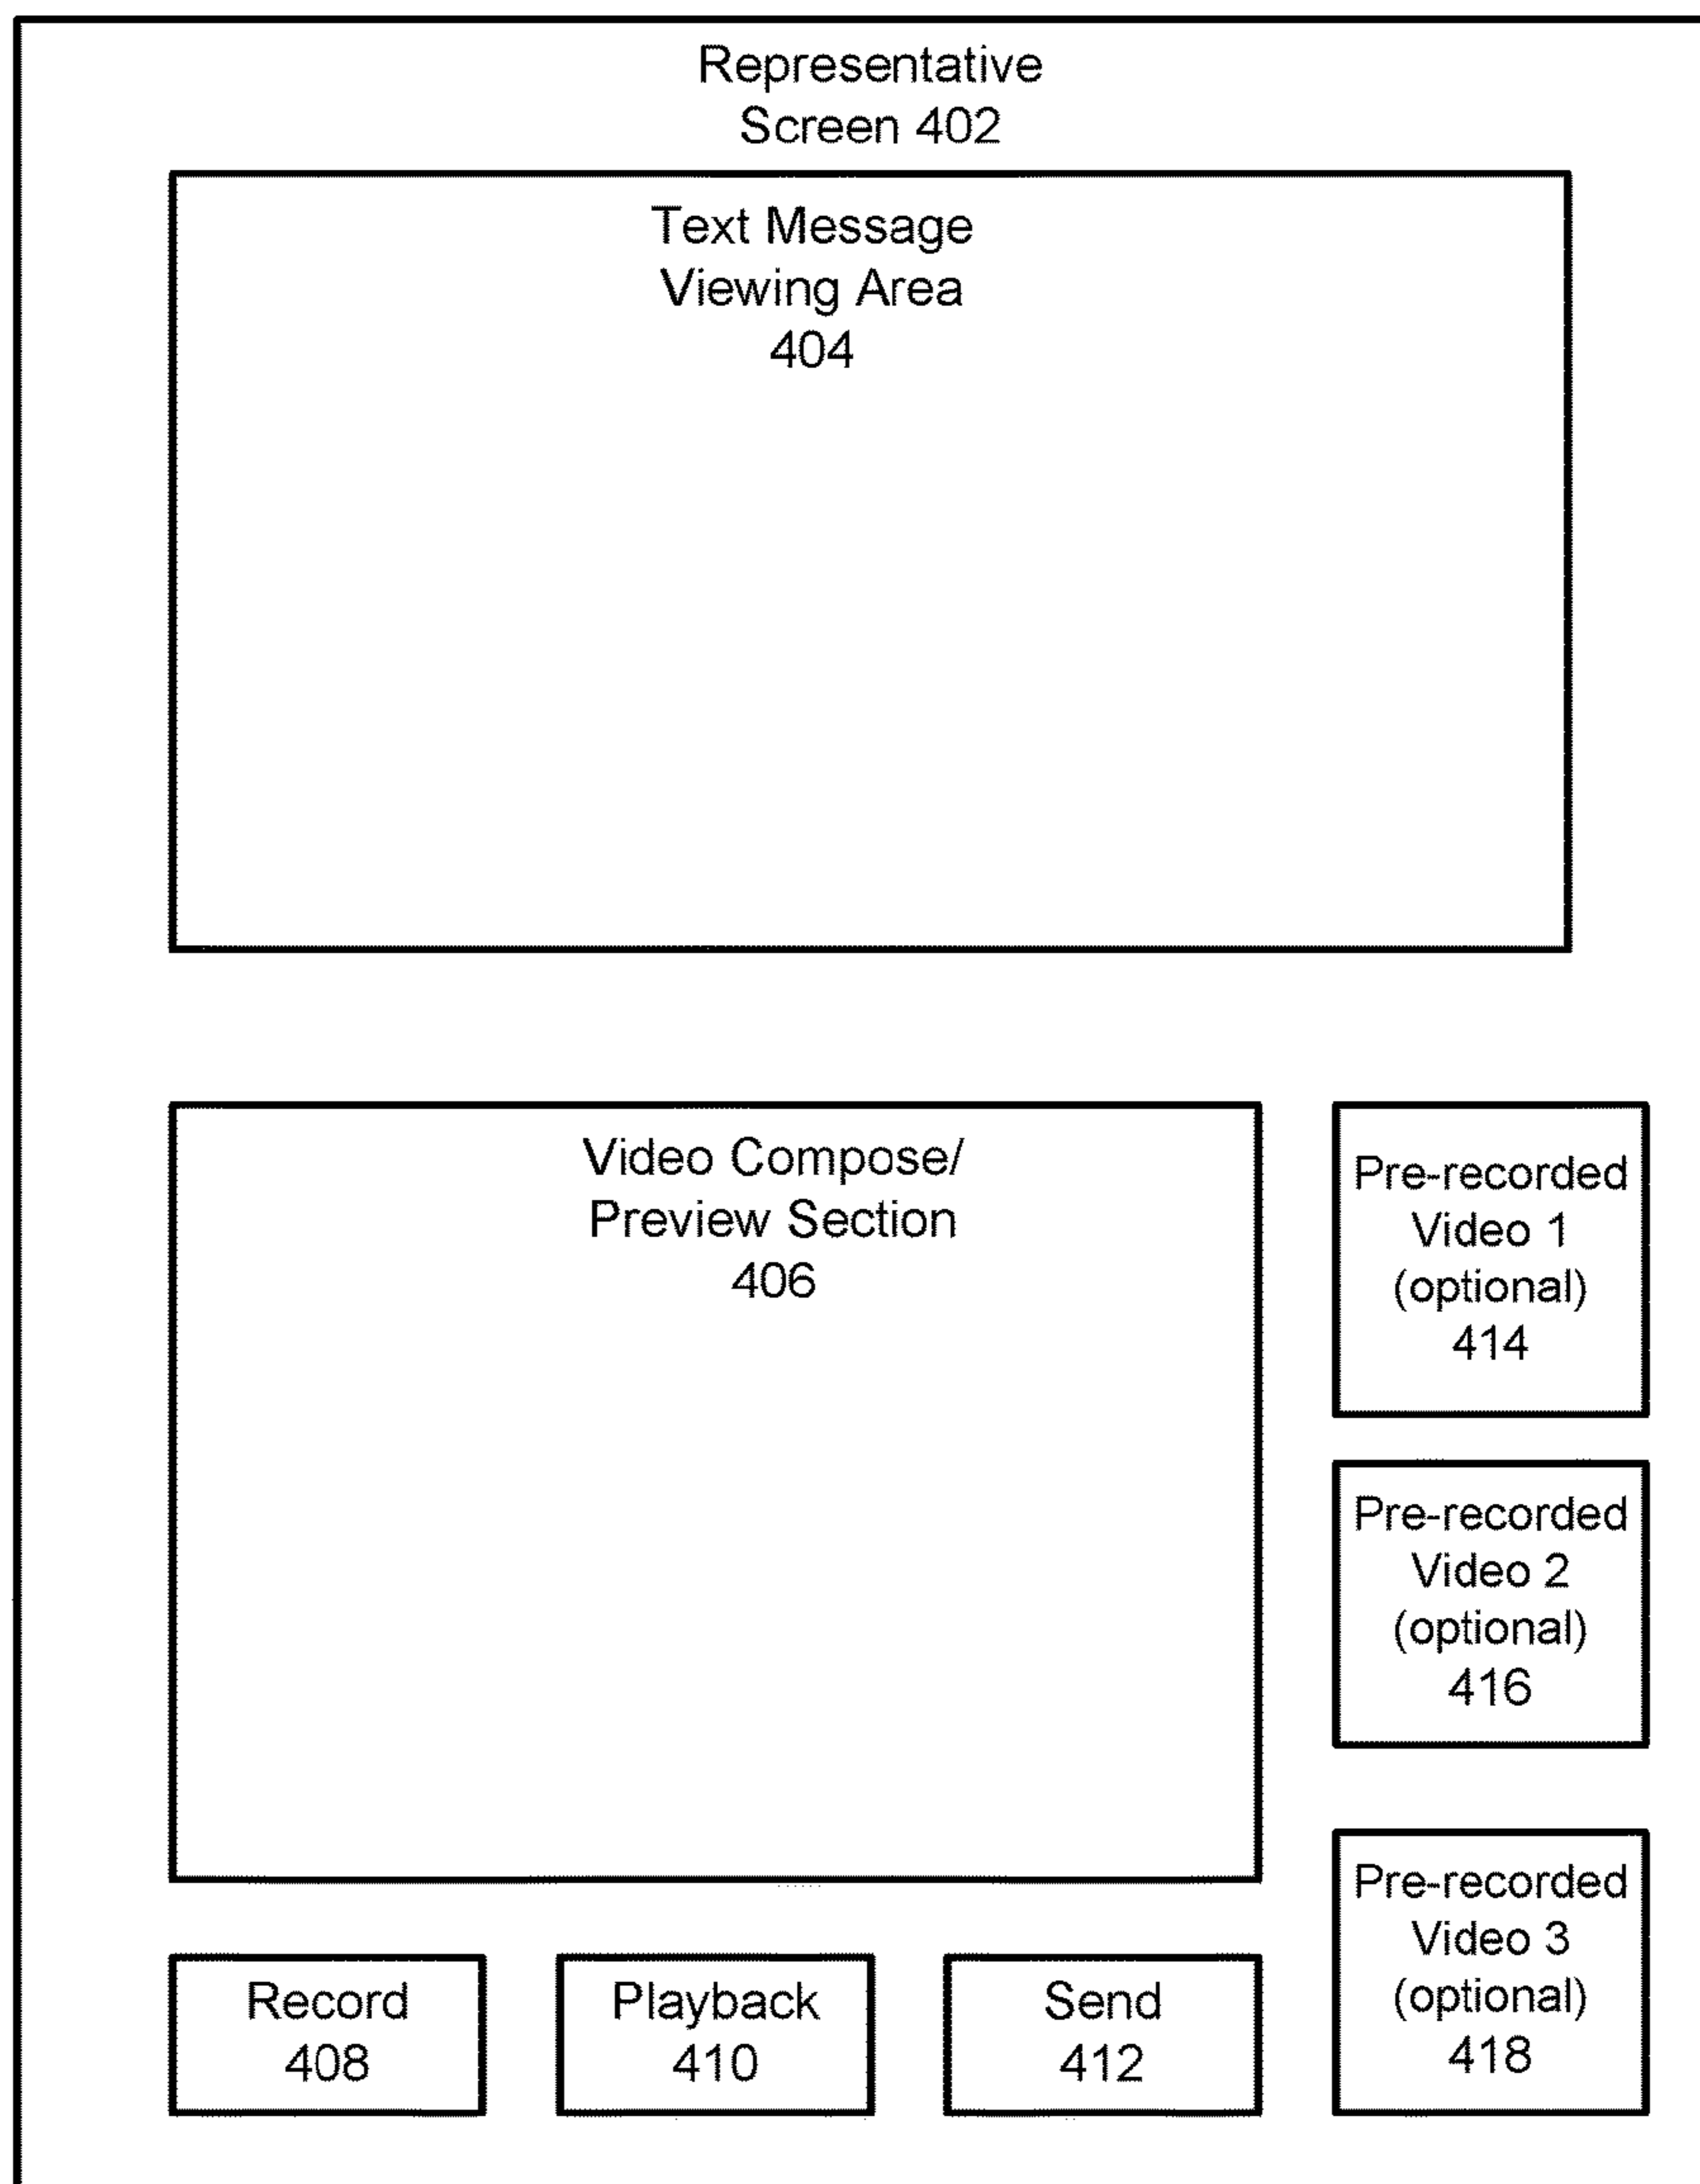 Representative
Screen 402
Text Message
Viewing Area
404
Video Compose/
Preview Section
406
Pre-recorded
Video 1
(optional)
414
Pre-recorded
Video 2
(optional)
416
Pre-recorded
Video 3
(optional)
418
Record
408
Playback
410
Send
412